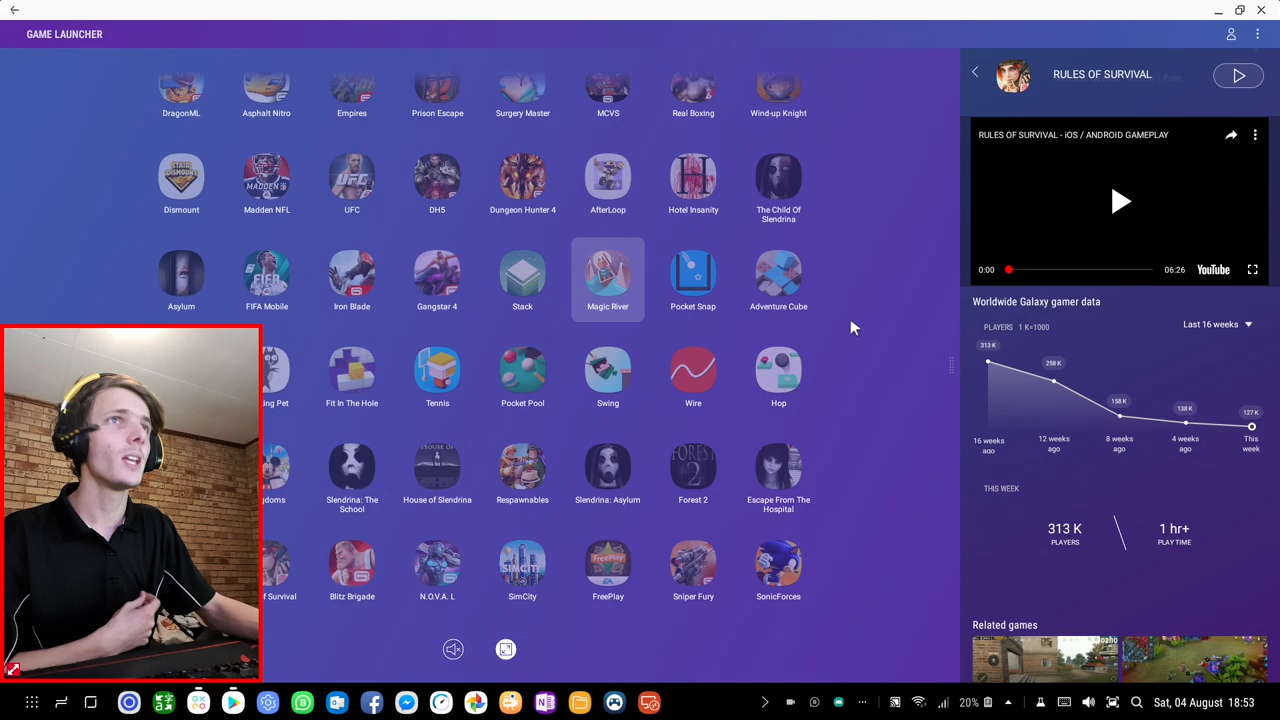 GAME LAUNCHER
DragonML
Asphalt Nitro
Empires
Prison Escape
Surgery Master
MCVS
Real Boxing
Wind-up Knight
Dismount
Madden NFL
UFC
DH5
Dungeon Hunter 4
AfterLoop
Hotel Insanity
The Child Of
Slendrina
Asylum
FIFA Mobile
Iron Blade
Gangstar 4
Stack
Magic River
Pocket Snap
Adventure Cube
ng Pet
Fit In The Hole
Tennis
Pocket Pool
Swing
Wire
Hop
gdoms
Slendrina: The
School
House of Slendrina
Respawnables
Slendrina: Asylum
Forest 2
Escape From The
Hospital
of Survival
Blitz Brigade
N.O.V.A. L
SimCity
FreePlay
Sniper Fury
SonicForces
RULES OF SURVIVAL
RULES OF SURVIVAL - iOS / ANDROID GAMEPLAY
0:00
06:26
YouTube
Worldwide Galaxy gamer data
PLAYERS 1 K=1000
Last 16 weeks
313 K
258 K
158 K
138 K
127 K
16 weeks
ago
12 weeks
ago
8 weeks
ago
4 weeks
ago
This
week
THIS WEEK
313 K
PLAYERS
1 hr+
PLAY TIME
Related games
20%
Sat, 04 August 18:53